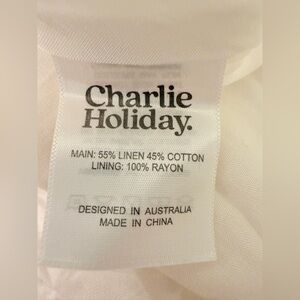 Charlie
Holiday.
MAIN: 55% LINEN 45% COTTON
LINING: 100% RAYON
DESIGNED IN AUSTRALIA
MADE IN CHINA